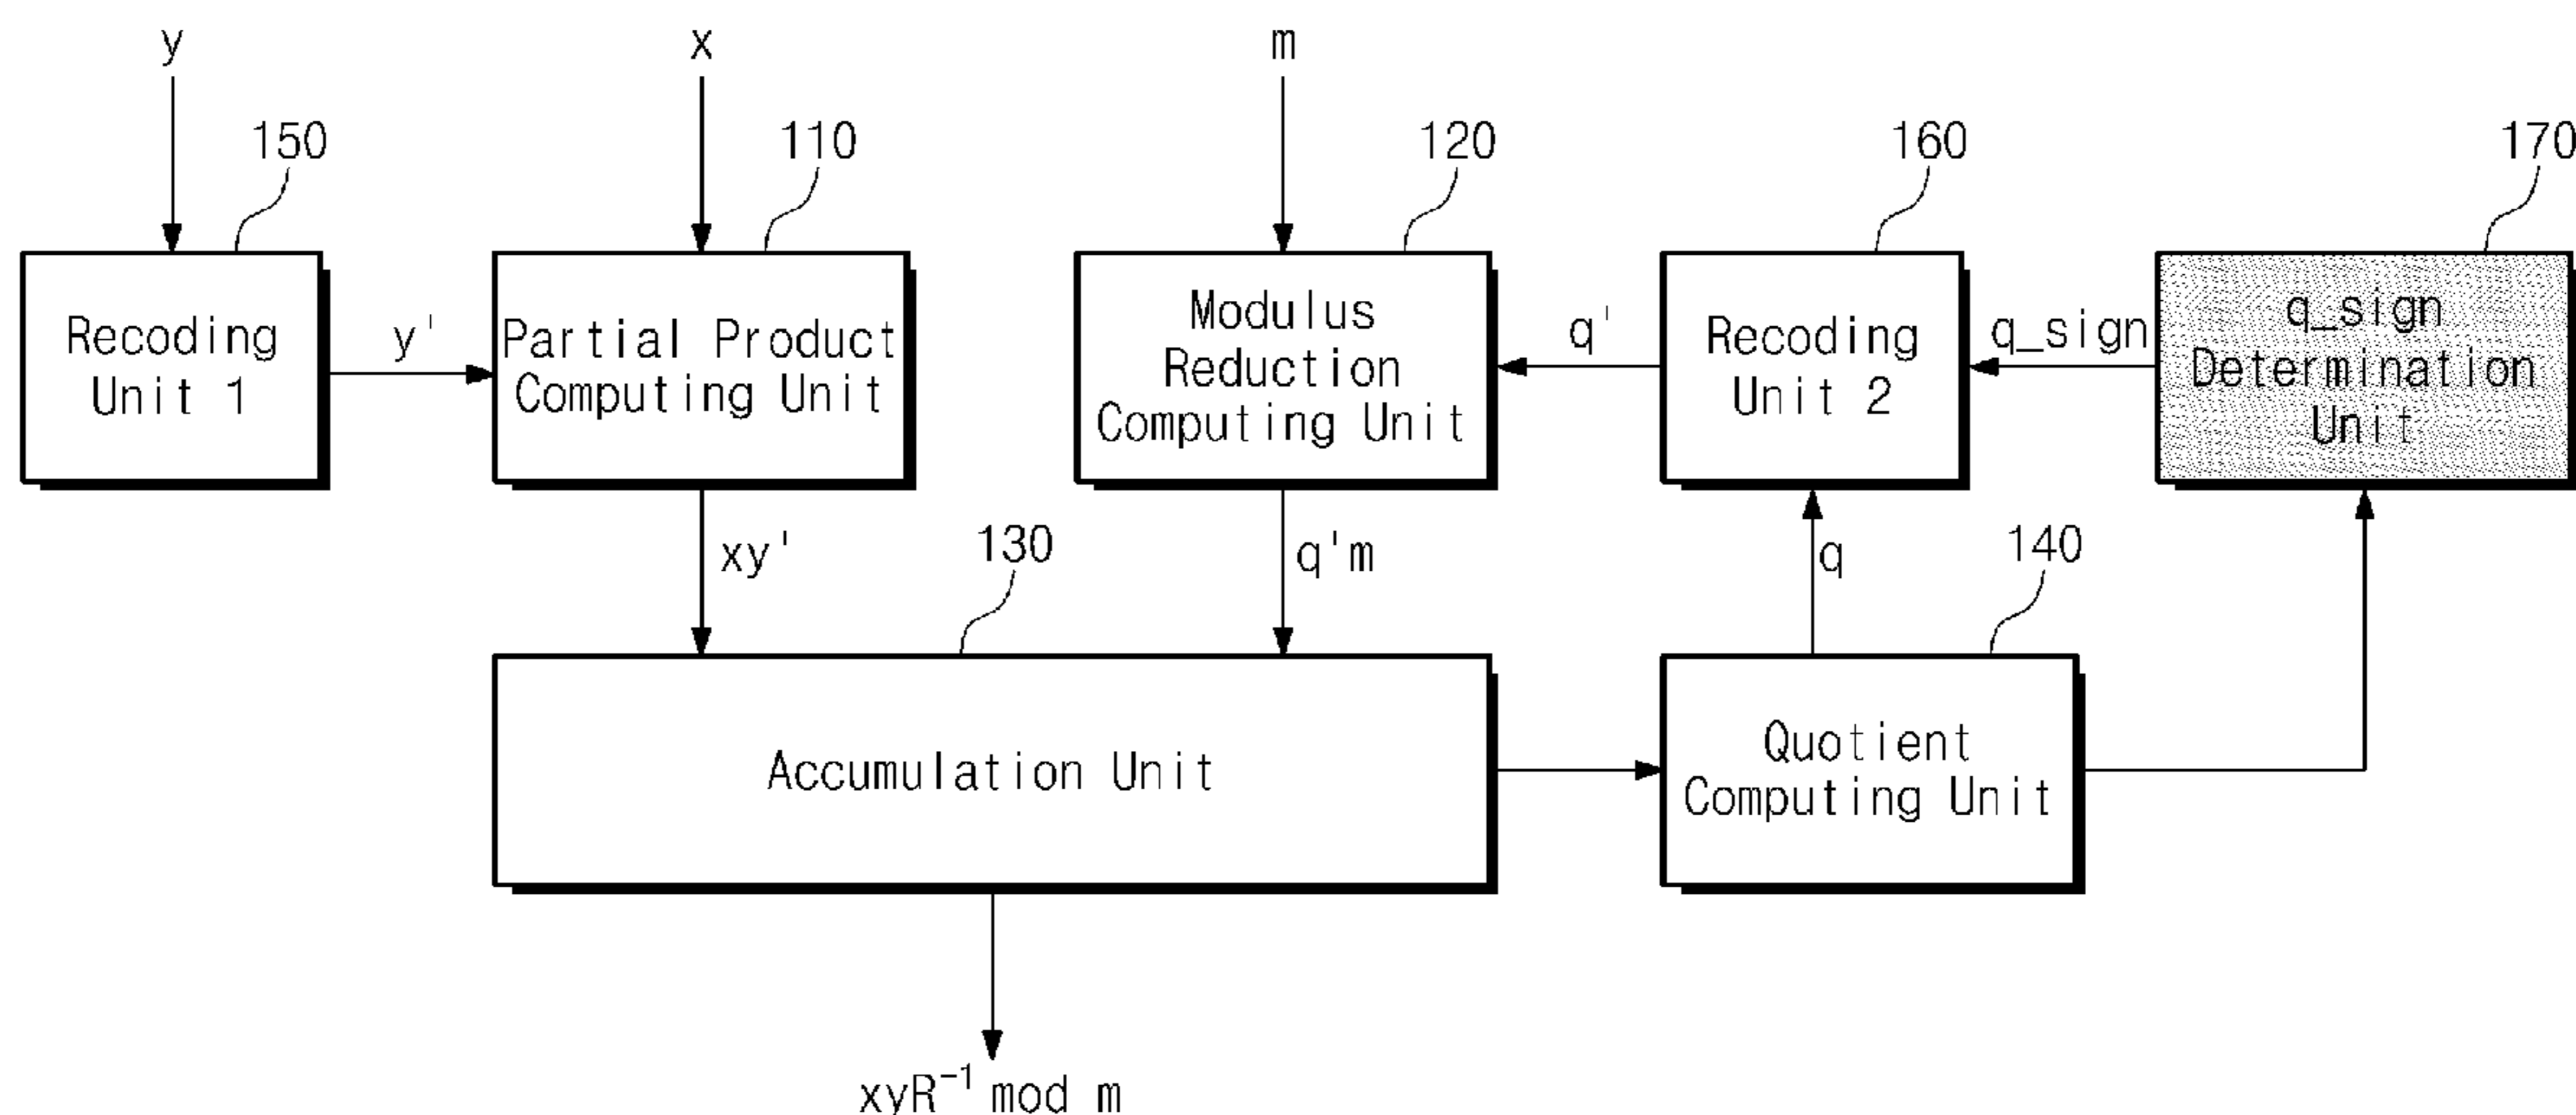 y
x
m
150
110
120
160
170
Recoding
Unit 1
y'
Partial Product
Computing Unit
Modulus
Reduction
Computing Unit
q'
Recoding
Unit 2
q_sign
q_sign
Determination
Unit
xy'
130
q'm
q
140
Accumulation Unit
Quotient
Computing Unit
xyR⁻¹ mod m